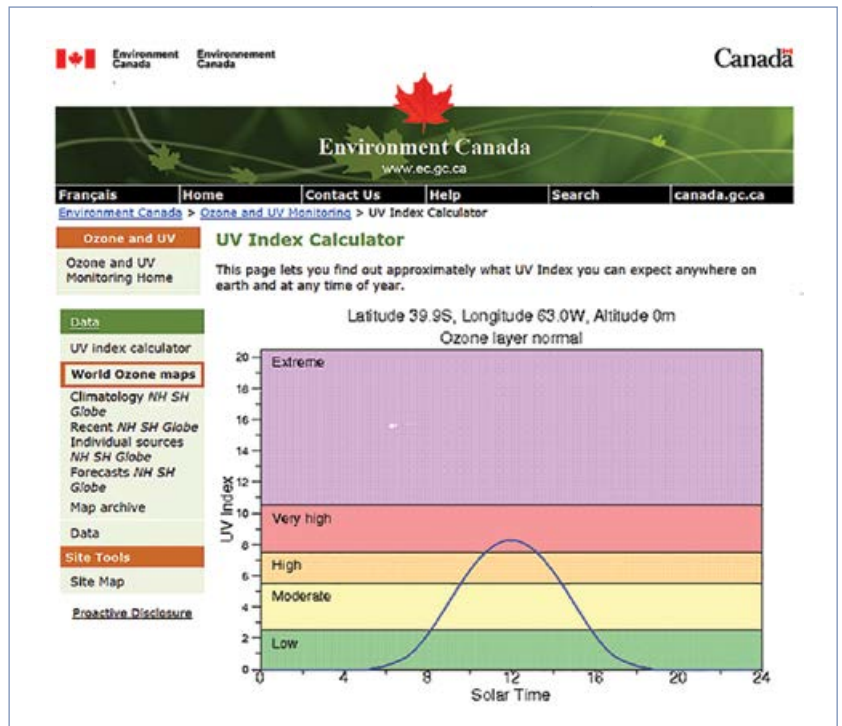 Environment Canada
Environnement Canada
Canada
Environment Canada
www.ec.gc.ca
Français Home Contact Us Help Search canada.gc.ca
Environment Canada > Ozone and UV Monitoring > UV Index Calculator
Ozone and UV
Ozone and UV
Monitoring Home
Data
UV index calculator
World Ozone maps
Climatology NH SH
Globe
Recent NH SH Globe
Individual sources
NH SH Globe
Forecasts NH SH
Globe
Map archive
Data
Site Tools
Site Map
Proactive Disclosure
UV Index Calculator
This page lets you find out approximately what UV Index you can expect anywhere on
earth and at any time of year.
Latitude 39.9S, Longitude 63.0W, Altitude 0m
Ozone layer normal
UV Index
20
18
16
14
12
10
8
6
4
2
0
Extreme
Very high
High
Moderate
Low
0 4 8 12 16 20 24
Solar Time